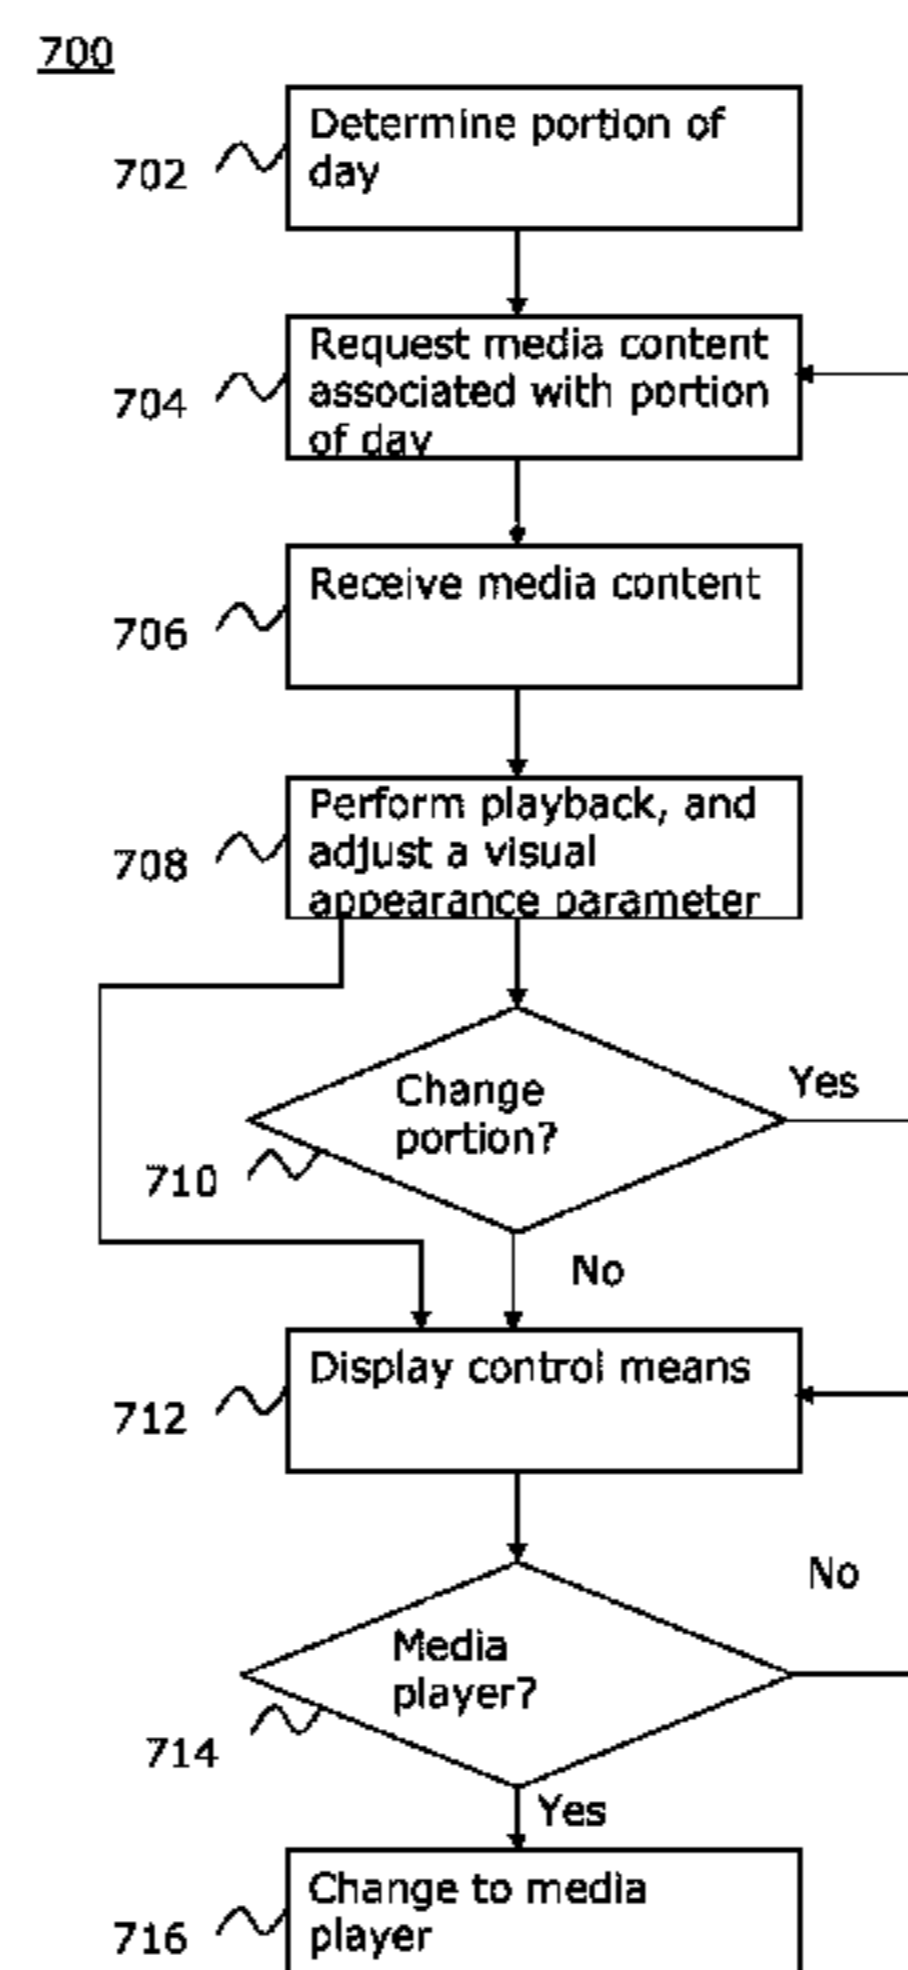 700
702
Determine portion of
day
704
Request media content
associated with portion
of day
706
Receive media content
708
Perform playback, and
adjust a visual
appearance parameter
Change
portion?
Yes
710
No
712
Display control means
No
Media
player?
714
Yes
716
Change to media
player